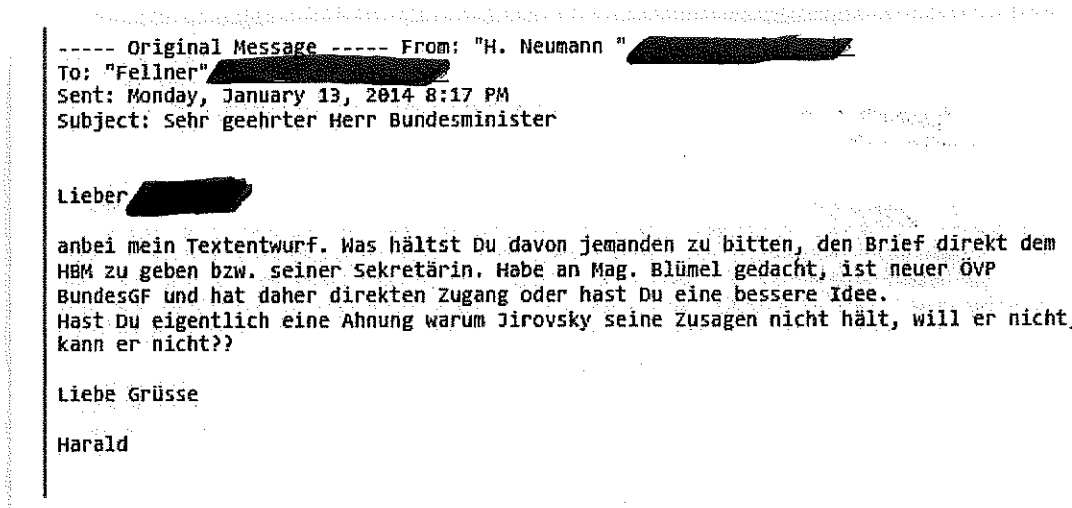 ----- Original Message ----- From: "H. Neumann "
To: "Fellner"
Sent: Monday, January 13, 2014 8:17 PM
Subject: Sehr geehrter Herr Bundesminister
Lieber
anbei mein Textentwurf. Was hältst Du davon jemanden zu bitten, den Brief direkt dem
HBM zu geben bzw. seiner Sekretärin. Habe an Mag. Blümel gedacht, ist neuer ÖVP
BundesGF und hat daher direkten Zugang oder hast Du eine bessere Idee.
Hast Du eigentlich eine Ahnung warum Jirovsky seine Zusagen nicht hält, will er nicht,
kann er nicht??
Liebe Grüsse
Harald